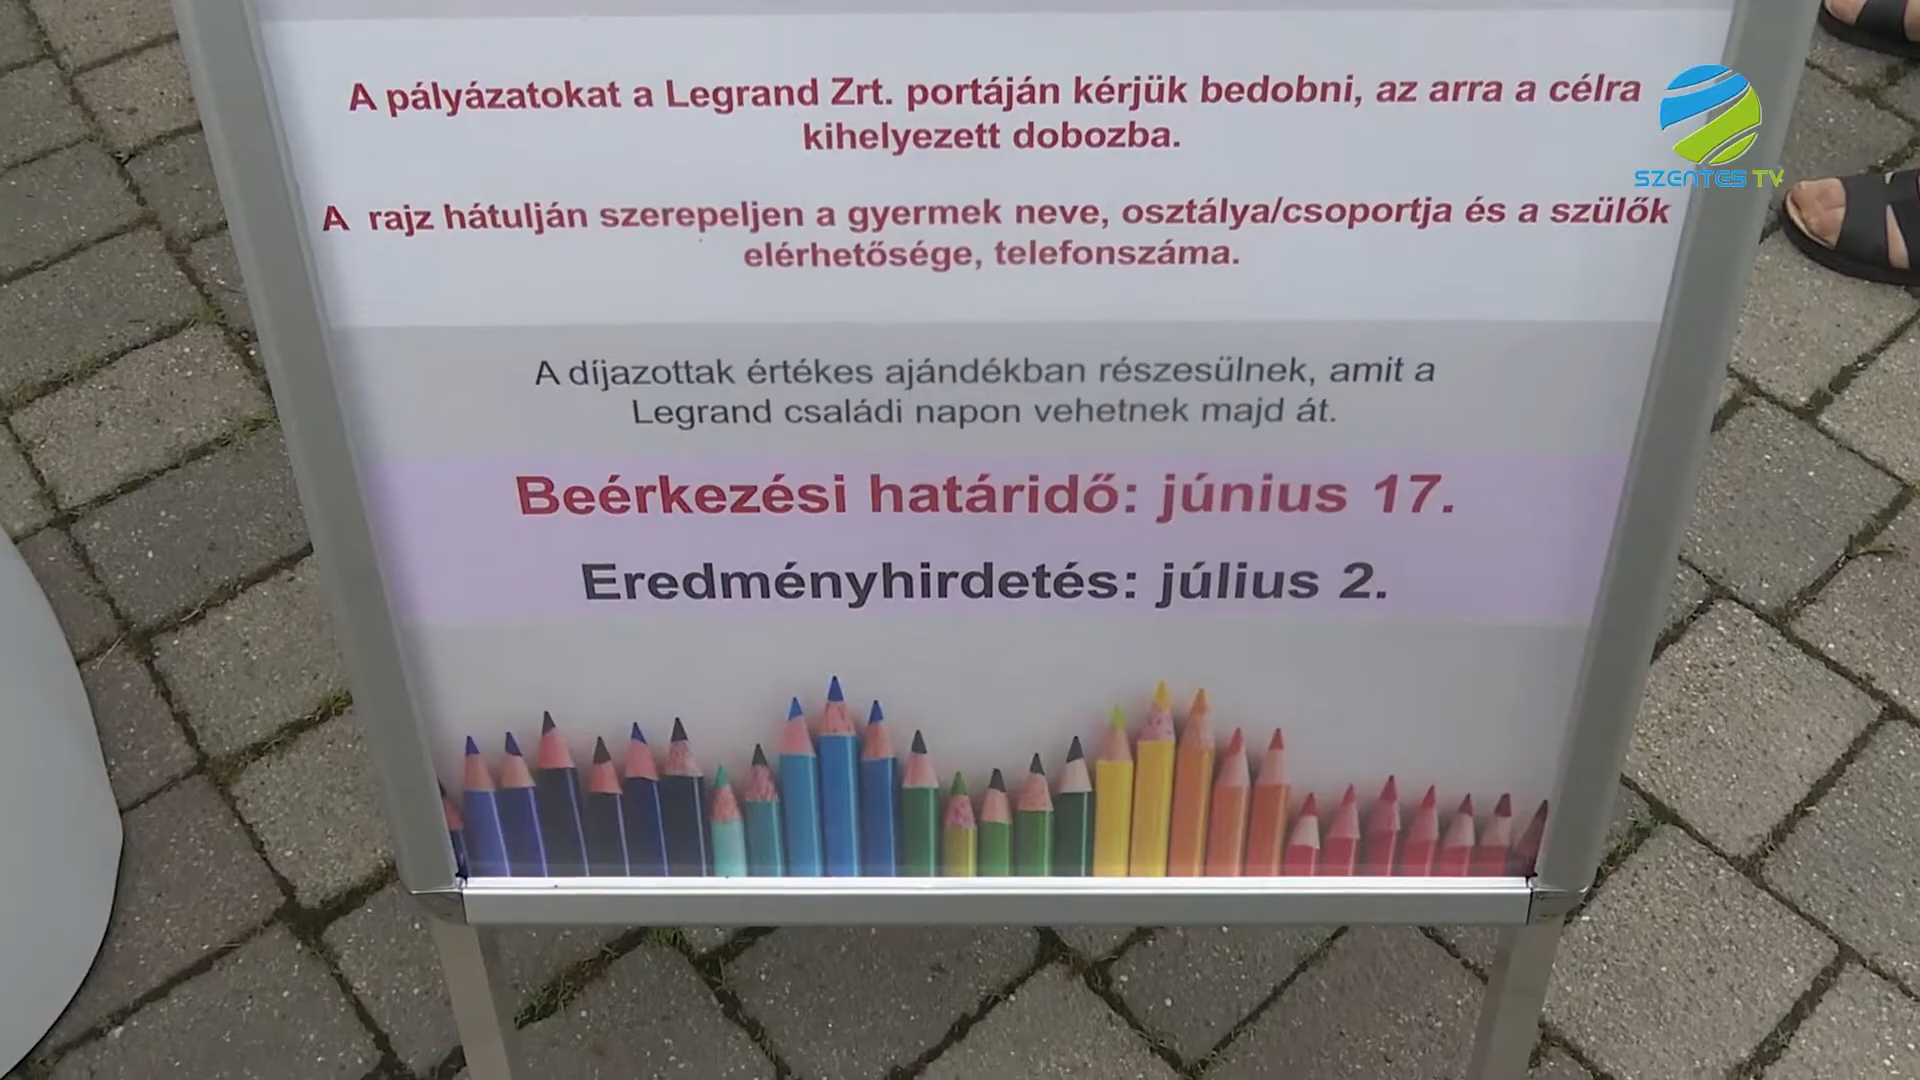 A pályázatokat a Legrand Zrt. portáján kérjük bedobni, az arra a célra
kihelyezett dobozba.
A rajz hátulján szerepeljen a gyermek neve, osztálya/csoportja és a szülők
elérhetősége, telefonszáma.
A díjazottak értékes ajándékban részesülnek, amit a
Legrand családi napon vehetnek majd át.
Beérkezési határidő: június 17.
Eredményhirdetés: július 2.
SZENTES TV